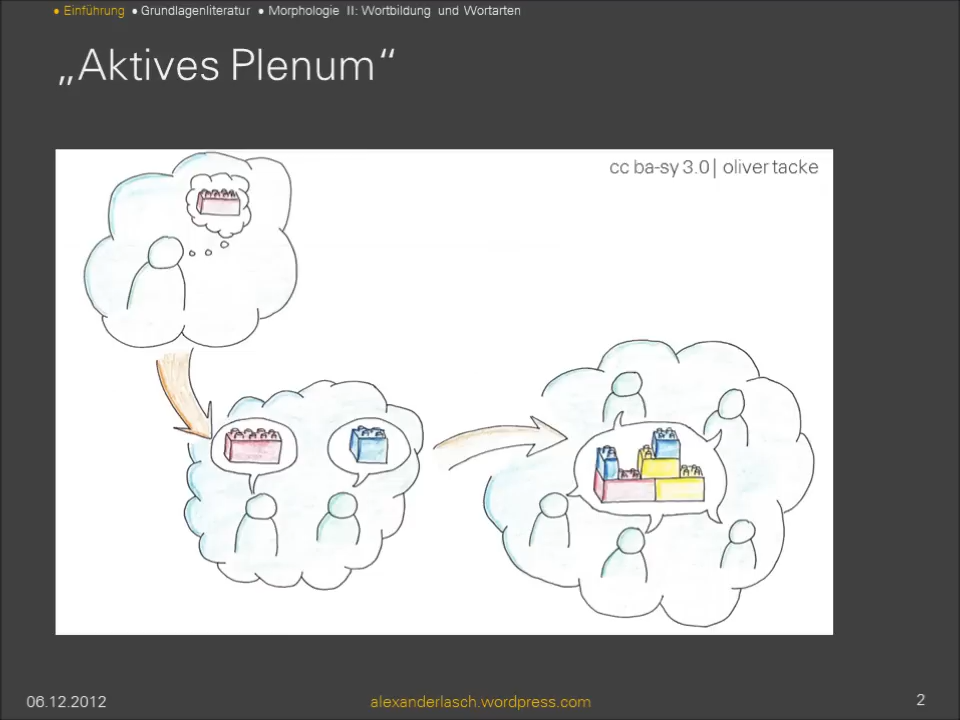 • Einführung • Grundlagenliteratur • Morphologie II: Wortbildung und Wortarten
„Aktives Plenum“
cc ba-sy 3.0| oliver tacke
06.12.2012
alexanderlasch.wordpress.com
2